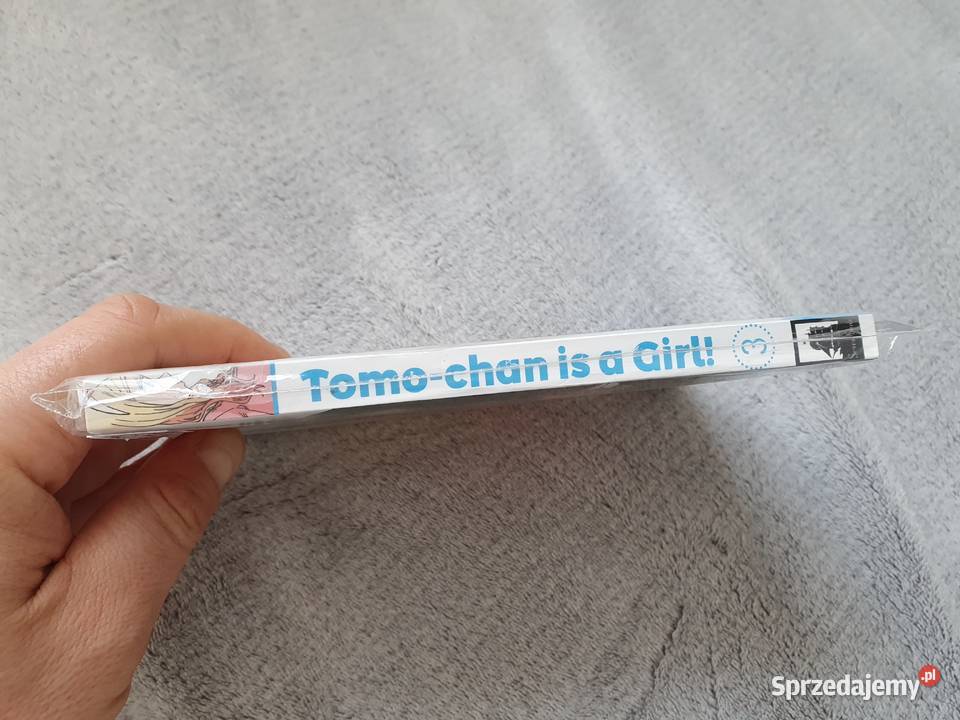 Tomo-chan is a Girl! 3
Sprzedajemy.pl